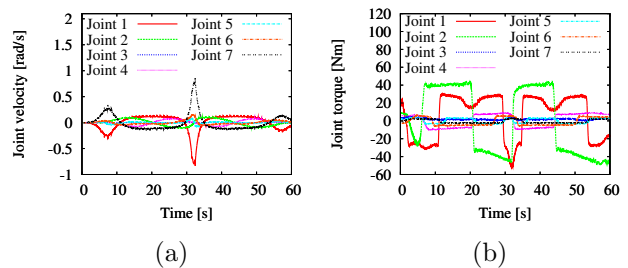 Joint velocity [rad/s]
2
1.5
1
0.5
0
-0.5
-1
Joint 1
Joint 2
Joint 3
Joint 4
Joint 5
Joint 6
Joint 7
0 10 20 30 40 50 60
Time [s]
(a)
Joint torque [Nm]
120
100
80
60
40
20
0
-20
-40
-60
Joint 1
Joint 2
Joint 3
Joint 4
Joint 5
Joint 6
Joint 7
0 10 20 30 40 50 60
Time [s]
(b)